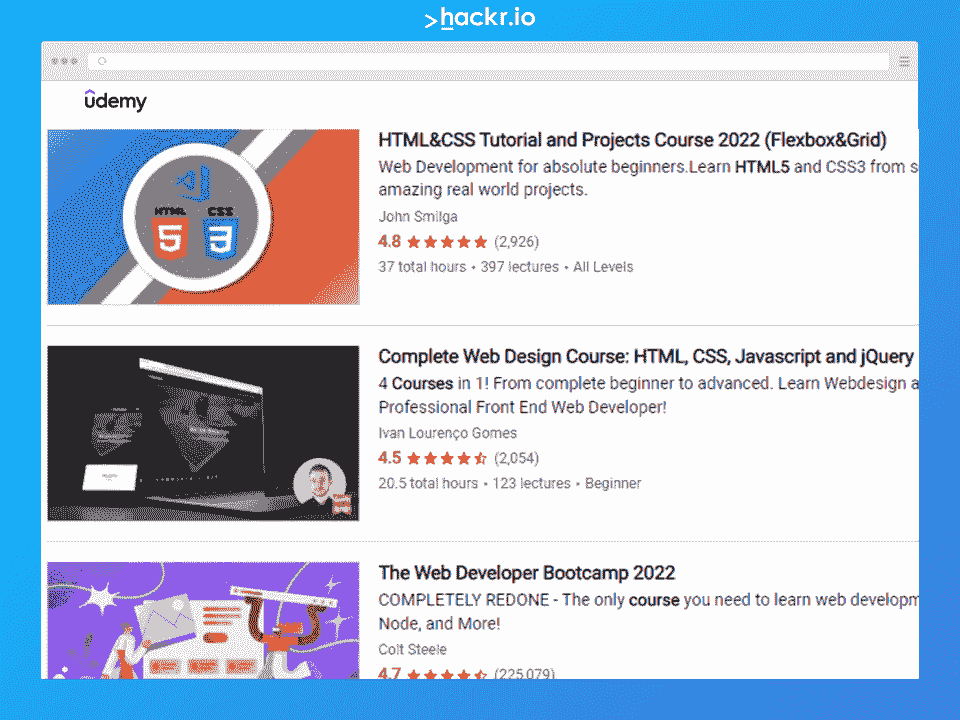 >hackr.io
ûdemy
HTML&CSS Tutorial and Projects Course 2022 (Flexbox&Grid)
Web Development for absolute beginners.Learn HTML5 and CSS3 from s
amazing real world projects.
John Smilga
4.8 (2,926)
37 total hours • 397 lectures • All Levels
HTML CSS
5 3
Complete Web Design Course: HTML, CSS, Javascript and jQuery
4 Courses in 1! From complete beginner to advanced. Learn Webdesign a
Professional Front End Web Developer!
Ivan Lourenço Gomes
4.5 (2,054)
20.5 total hours • 123 lectures • Beginner
The Web Developer Bootcamp 2022
COMPLETELY REDONE - The only course you need to learn web developm
Node, and More!
Colt Steele
4.7 (225,079)